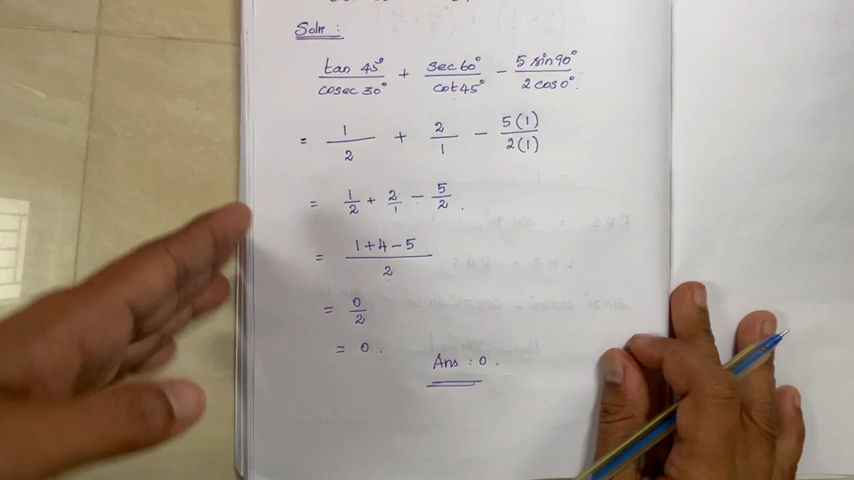 Soln :
tan 45° / cosec 30° + sec 60° / cot 45° - 5 sin 90° / 2 cos 0° .
= 1 / 2 + 2 / 1 - 5(1) / 2(1)
= 1/2 + 2/1 - 5/2 .
= 1+4-5 / 2
= 0/2
= 0 .
Ans : 0 .